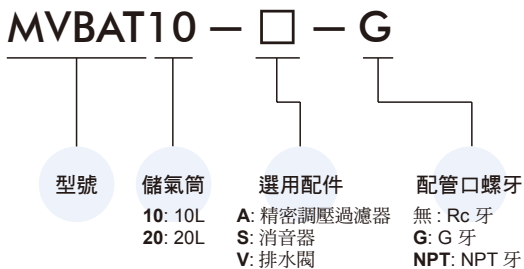 MVBAT10 — □ — G
型號
儲氣筒
10: 10L
20: 20L
選用配件
A: 精密調壓過濾器
S: 消音器
V: 排水閥
配管口螺牙
無 : Rc 牙
G: G 牙
NPT: NPT 牙